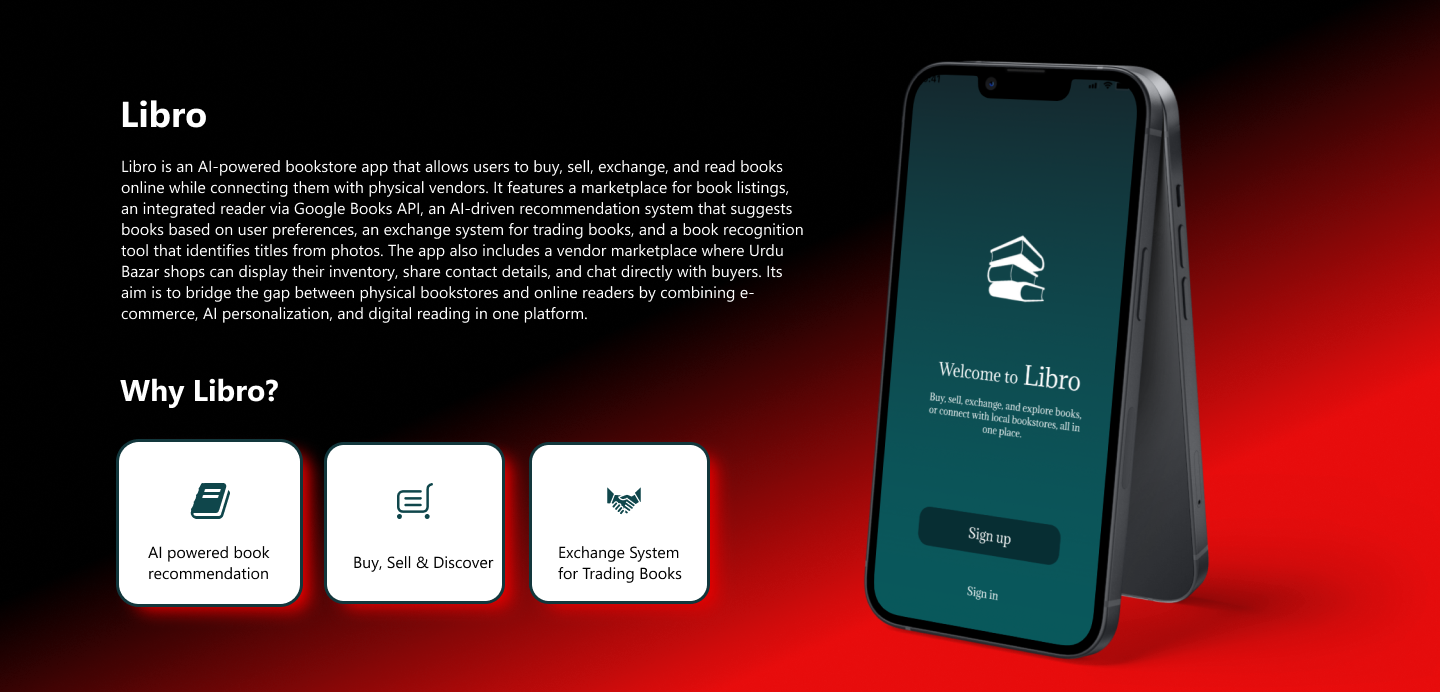 Libro
Libro is an AI-powered bookstore app that allows users to buy, sell, exchange, and read books
online while connecting them with physical vendors. It features a marketplace for book listings,
an integrated reader via Google Books API, an AI-driven recommendation system that suggests
books based on user preferences, an exchange system for trading books, and a book recognition
tool that identifies titles from photos. The app also includes a vendor marketplace where Urdu
Bazar shops can display their inventory, share contact details, and chat directly with buyers. Its
aim is to bridge the gap between physical bookstores and online readers by combining e-
commerce, AI personalization, and digital reading in one platform.
Why Libro?
AI powered book
recommendation
Buy, Sell & Discover
Exchange System
for Trading Books
Welcome to Libro
Buy, sell, exchange, and explore books,
or connect with local bookstores, all in
one place.
Sign up
Sign in